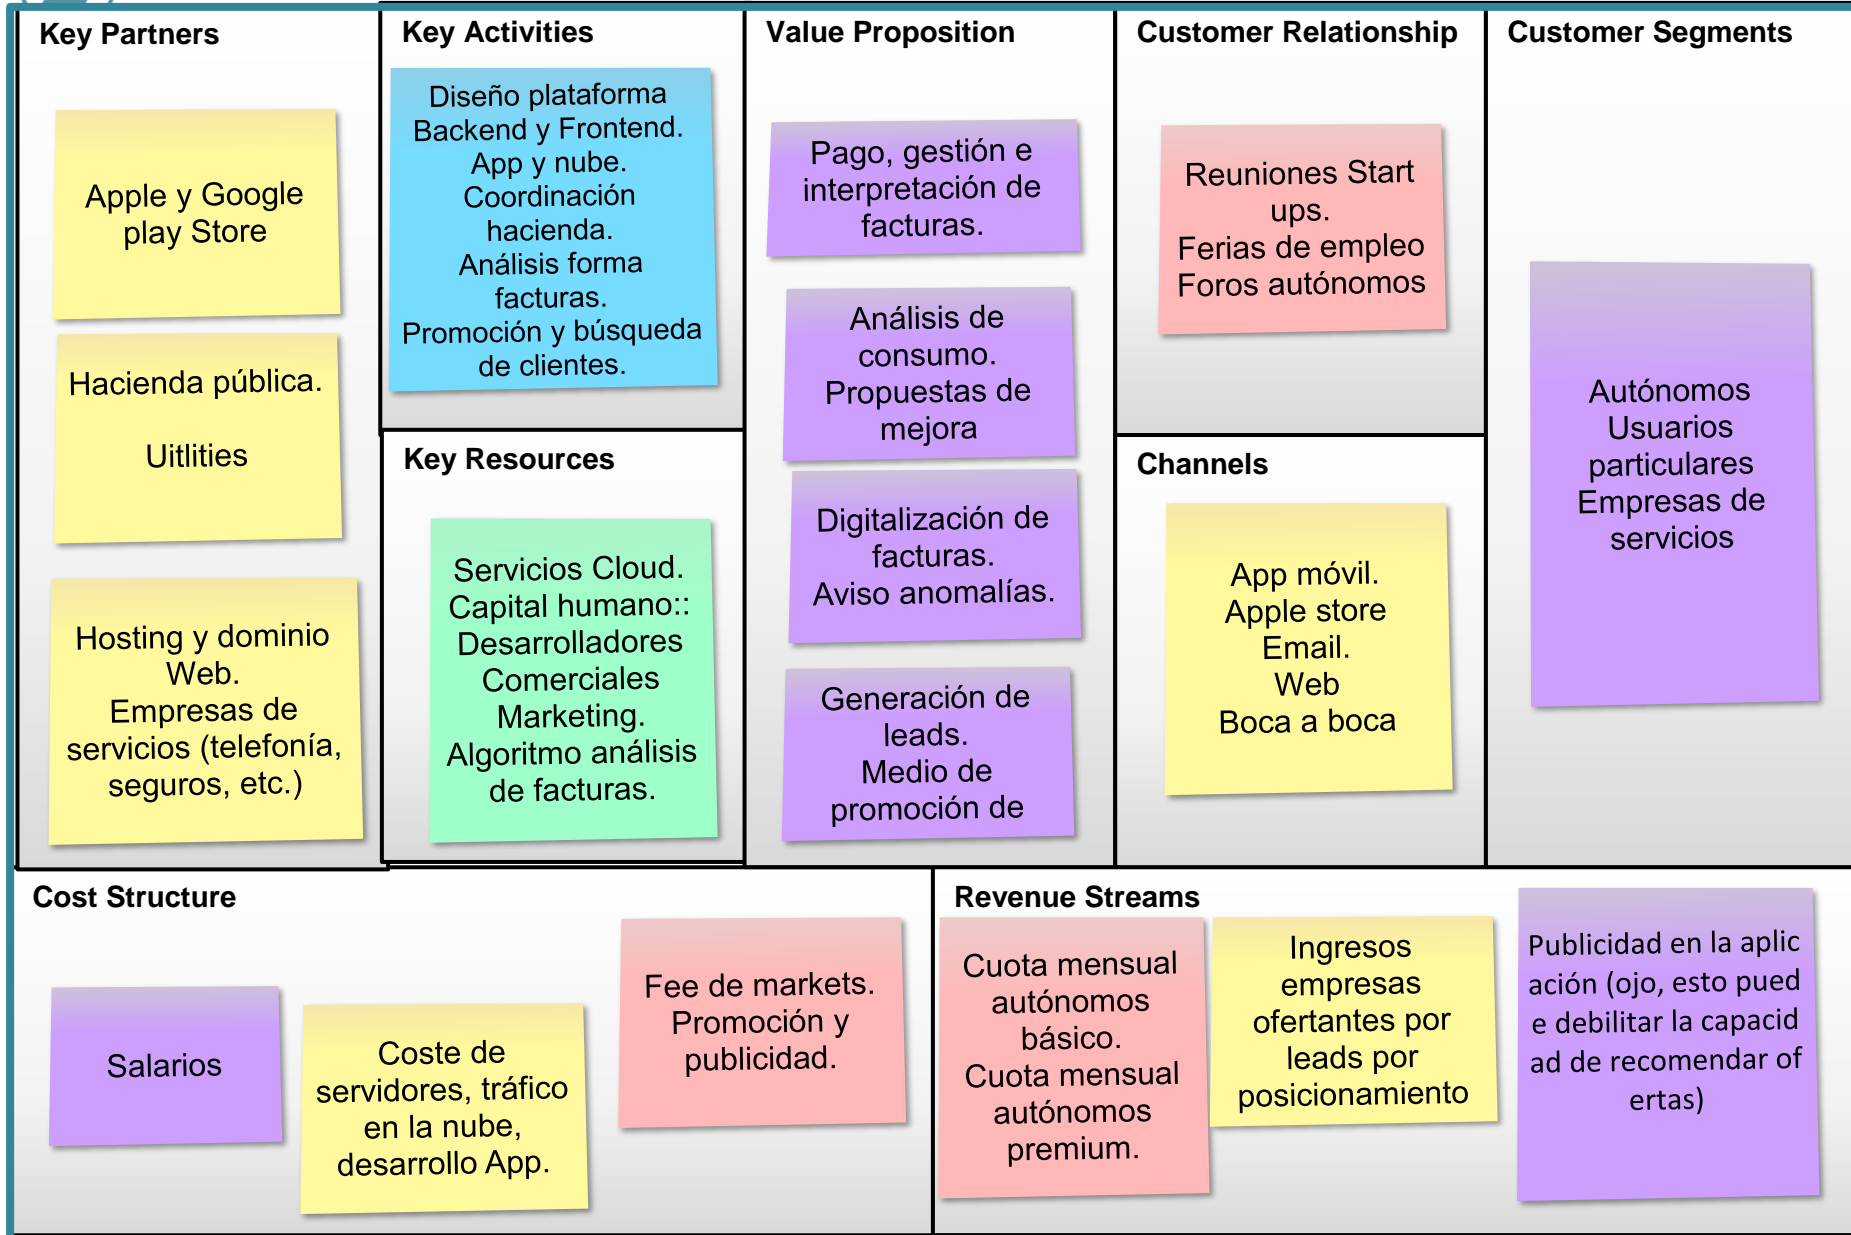 Key Partners
Apple y Google
play Store
Hacienda pública.
Uitlities
Hosting y dominio
Web.
Empresas de
servicios (telefonía,
seguros, etc.)
Key Activities
Diseño plataforma
Backend y Frontend.
App y nube.
Coordinación
hacienda.
Análisis forma
facturas.
Promoción y búsqueda
de clientes.
Key Resources
Servicios Cloud.
Capital humano::
Desarrolladores
Comerciales
Marketing.
Algoritmo análisis
de facturas.
Value Proposition
Pago, gestión e
interpretación de
facturas.
Análisis de
consumo.
Propuestas de
mejora
Digitalización de
facturas.
Aviso anomalías.
Generación de
leads.
Medio de
promoción de
Customer Relationship
Reuniones Start
ups.
Ferias de empleo
Foros autónomos
Channels
App móvil.
Apple store
Email.
Web
Boca a boca
Customer Segments
Autónomos
Usuarios
particulares
Empresas de
servicios
Cost Structure
Salarios
Coste de
servidores, tráfico
en la nube,
desarrollo App.
Fee de markets.
Promoción y
publicidad.
Revenue Streams
Cuota mensual
autónomos
básico.
Cuota mensual
autónomos
premium.
Ingresos
empresas
ofertantes por
leads por
posicionamiento
Publicidad en la aplic
ación (ojo, esto pued
e debilitar la capacid
ad de recomendar of
ertas)